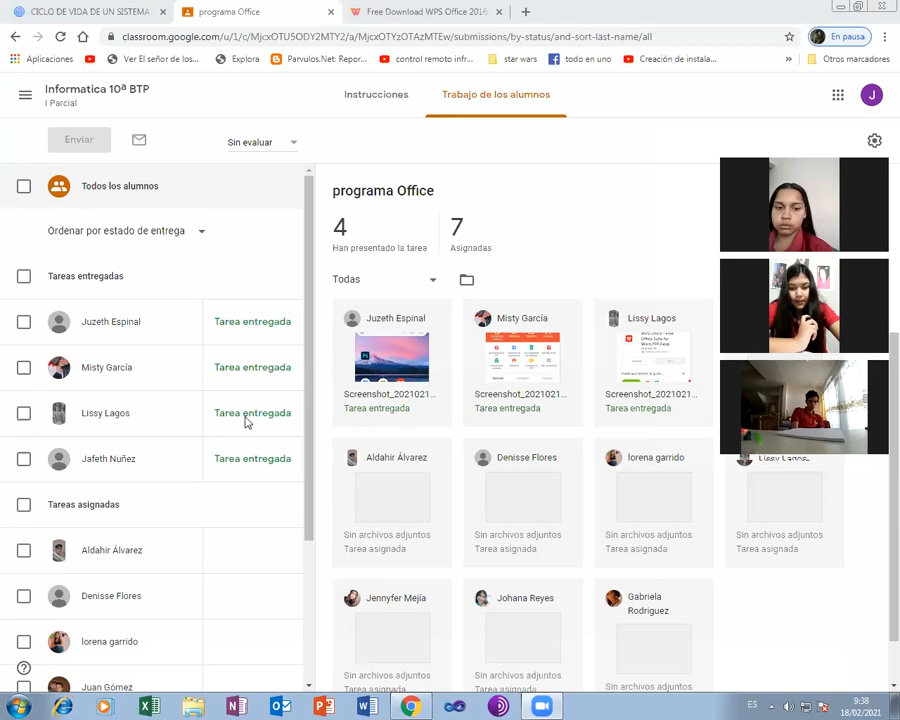 CICLO DE VIDA DE UN SISTEMA
programa Office
Free Download WPS Office 2016
classroom.google.com/u/1/c/MjcxOTU5ODY2MTY2/a/MjcxOTYzOTAzMTEw/submissions/by-status/and-sort-last-name/all
En pausa
Aplicaciones
Ver El señor de los...
Explora
Parvulos.Net: Repor...
control remoto infr...
star wars
todo en uno
Creación de instala...
»
Otros marcadores
Informatica 10ª BTP
I Parcial
Instrucciones
Trabajo de los alumnos
J
Enviar
Sin evaluar
Todos los alumnos
Ordenar por estado de entrega
Tareas entregadas
Juzeth Espinal
Tarea entregada
Misty García
Tarea entregada
Lissy Lagos
Tarea entregada
Jafeth Nuñez
Tarea entregada
Tareas asignadas
Aldahir Álvarez
Denisse Flores
lorena garrido
Juan Gómez
programa Office
4
Han presentado la tarea
7
Asignadas
Todas
Juzeth Espinal
Screenshot_2021021...
Tarea entregada
Misty García
Screenshot_2021021...
Tarea entregada
Lissy Lagos
Screenshot_2021021...
Tarea entregada
Aldahir Álvarez
Sin archivos adjuntos
Tarea asignada
Denisse Flores
Sin archivos adjuntos
Tarea asignada
lorena garrido
Sin archivos adjuntos
Tarea asignada
Sin archivos adjuntos
Tarea asignada
Jennyfer Mejía
Johana Reyes
Gabriela
Rodriguez
Sin archivos adjuntos
Sin archivos adjuntos
Sin archivos adjuntos
ES
9:38
18/02/2021